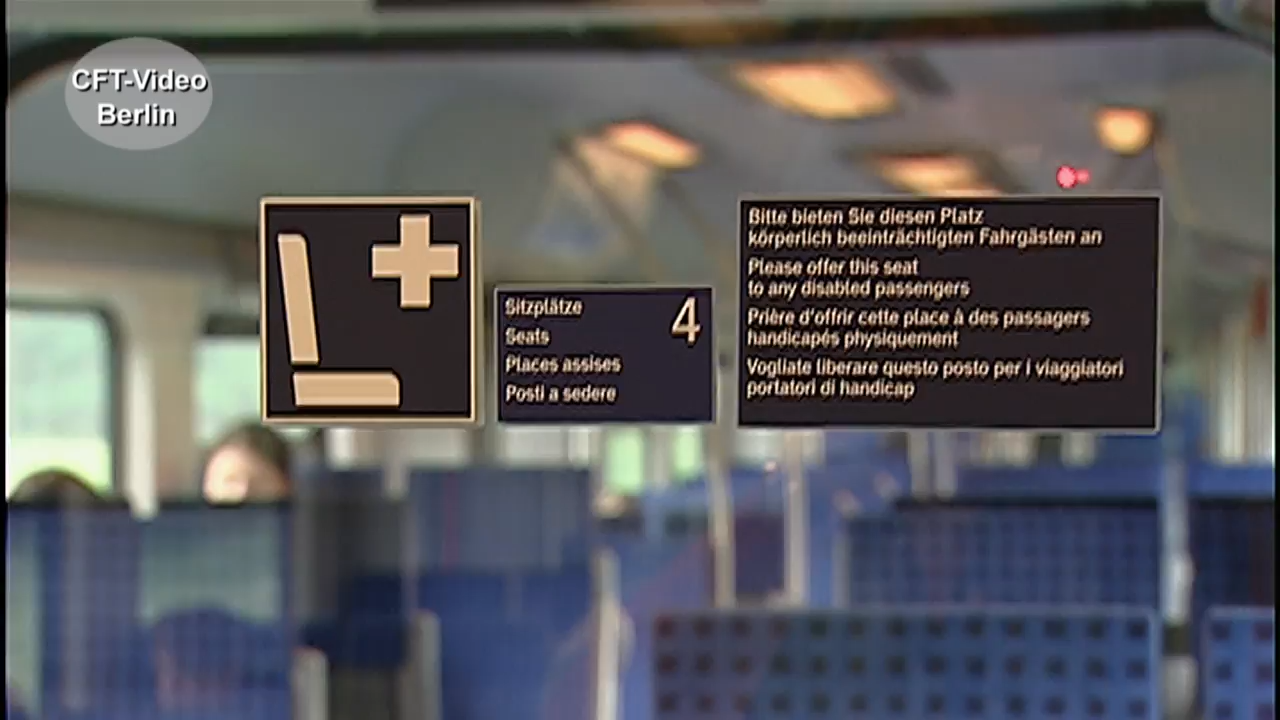 CFT-Video
Berlin
Sitzplätze 4
Seats
Places assises
Posti a sedere
Bitte bieten Sie diesen Platz
körperlich beeinträchtigten Fahrgästen an
Please offer this seat
to any disabled passengers
Prière d'offrir cette place à des passagers
handicapés physiquement
Vogliate liberare questo posto per i viaggiatori
portatori di handicap